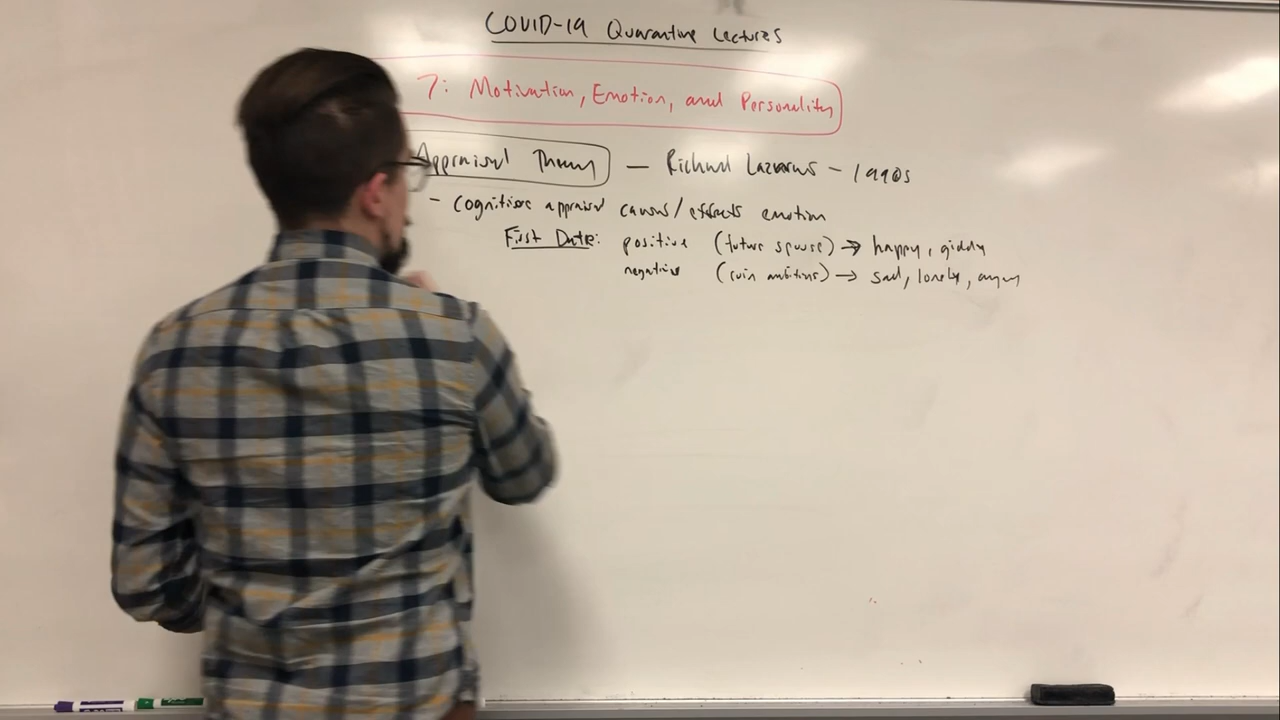 COVID-19 Quarantine Lectures
7: Motivation, Emotion, and Personality
Appraisal Theory — Richard Lazarus - 1990s
- cognitive appraisal causes/effects emotion
First Date: positive (future spouse) → happy, giddy
negative (ruin ambitions) → sad, lonely, angry